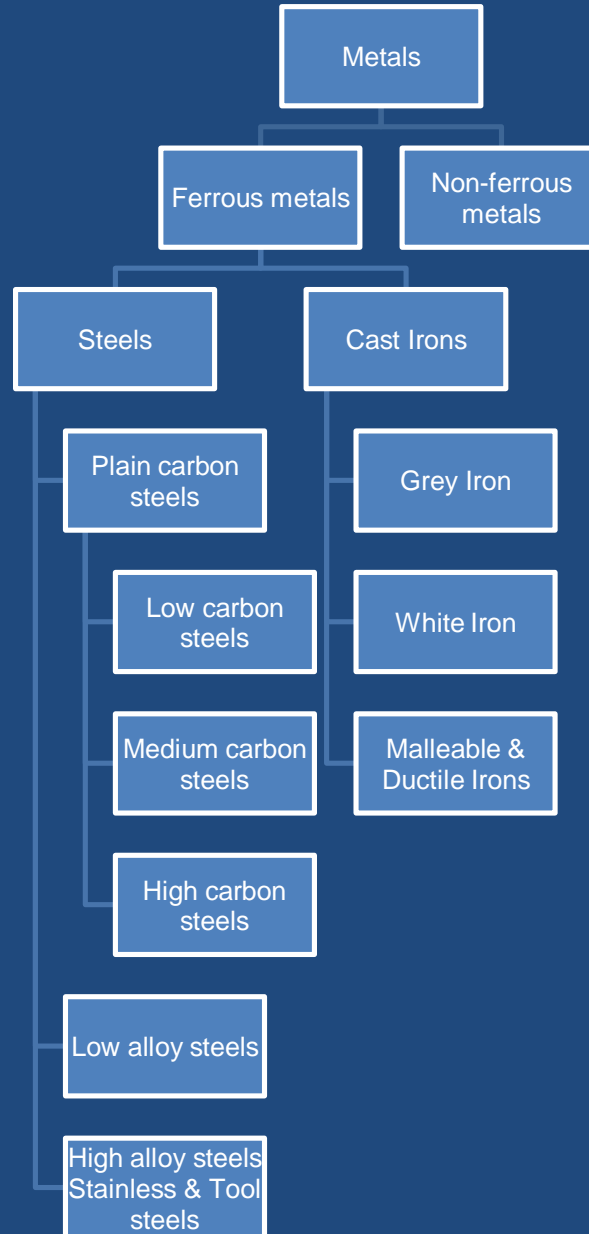 Metals
Ferrous metals
Non-ferrous
metals
Steels
Cast Irons
Plain carbon
steels
Low carbon
steels
Medium carbon
steels
High carbon
steels
Low alloy steels
High alloy steels
Stainless & Tool
steels
Grey Iron
White Iron
Malleable &
Ductile Irons